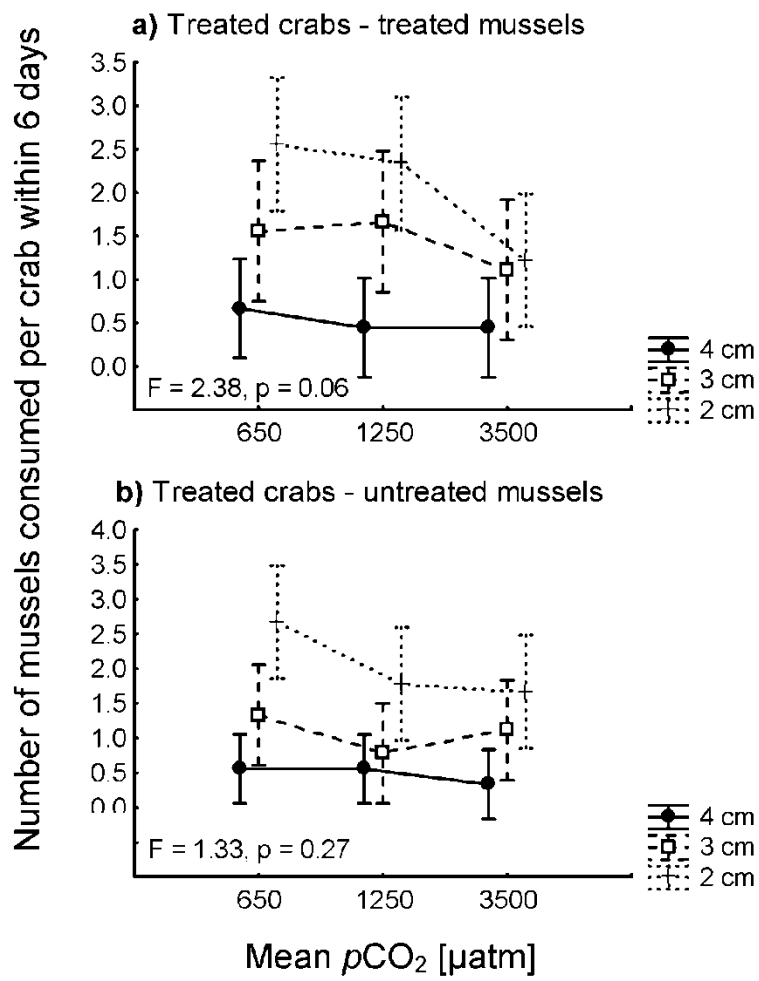 a) Treated crabs - treated mussels
Number of mussels consumed per crab within 6 days
3.5
3.0
2.5
2.0
1.5
1.0
0.5
0.0
F = 2.38, p = 0.06
650 1250 3500
4 cm
3 cm
2 cm
b) Treated crabs - untreated mussels
4.0
3.5
3.0
2.5
2.0
1.5
1.0
0.5
0.0
F = 1.33, p = 0.27
650 1250 3500
4 cm
3 cm
2 cm
Mean pCO₂ [µatm]